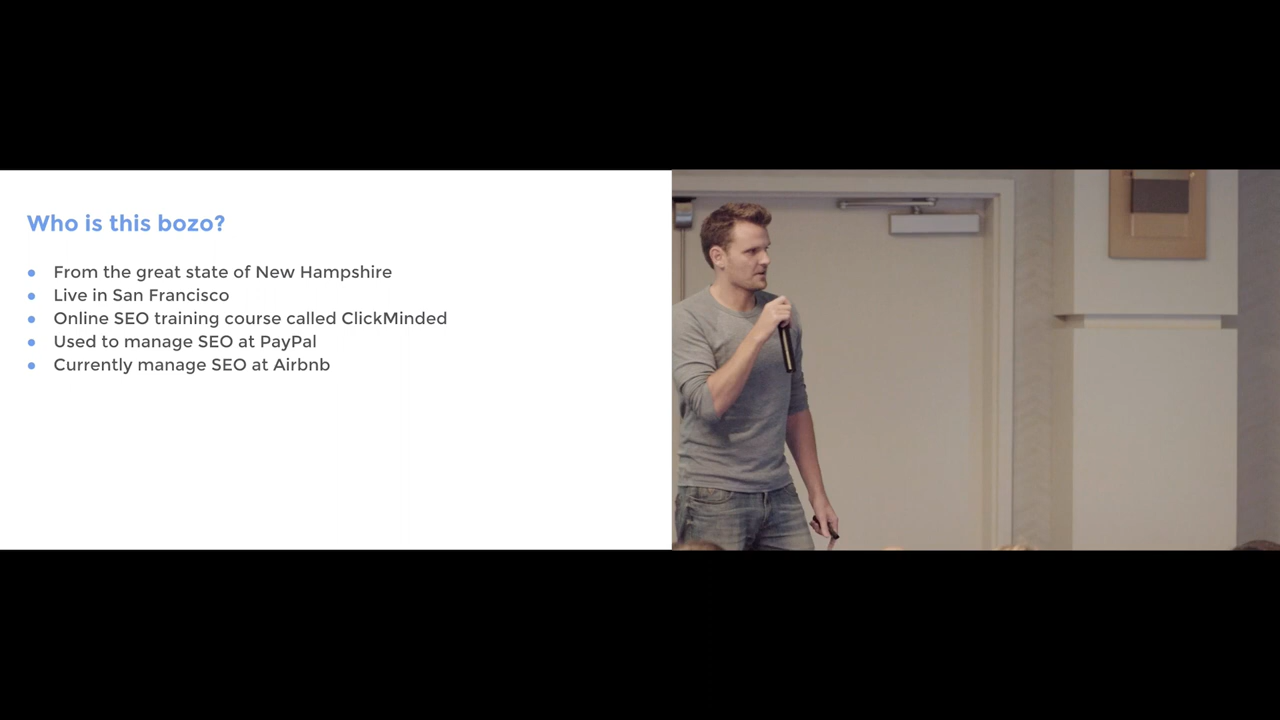 Who is this bozo?
From the great state of New Hampshire
Live in San Francisco
Online SEO training course called ClickMinded
Used to manage SEO at PayPal
Currently manage SEO at Airbnb